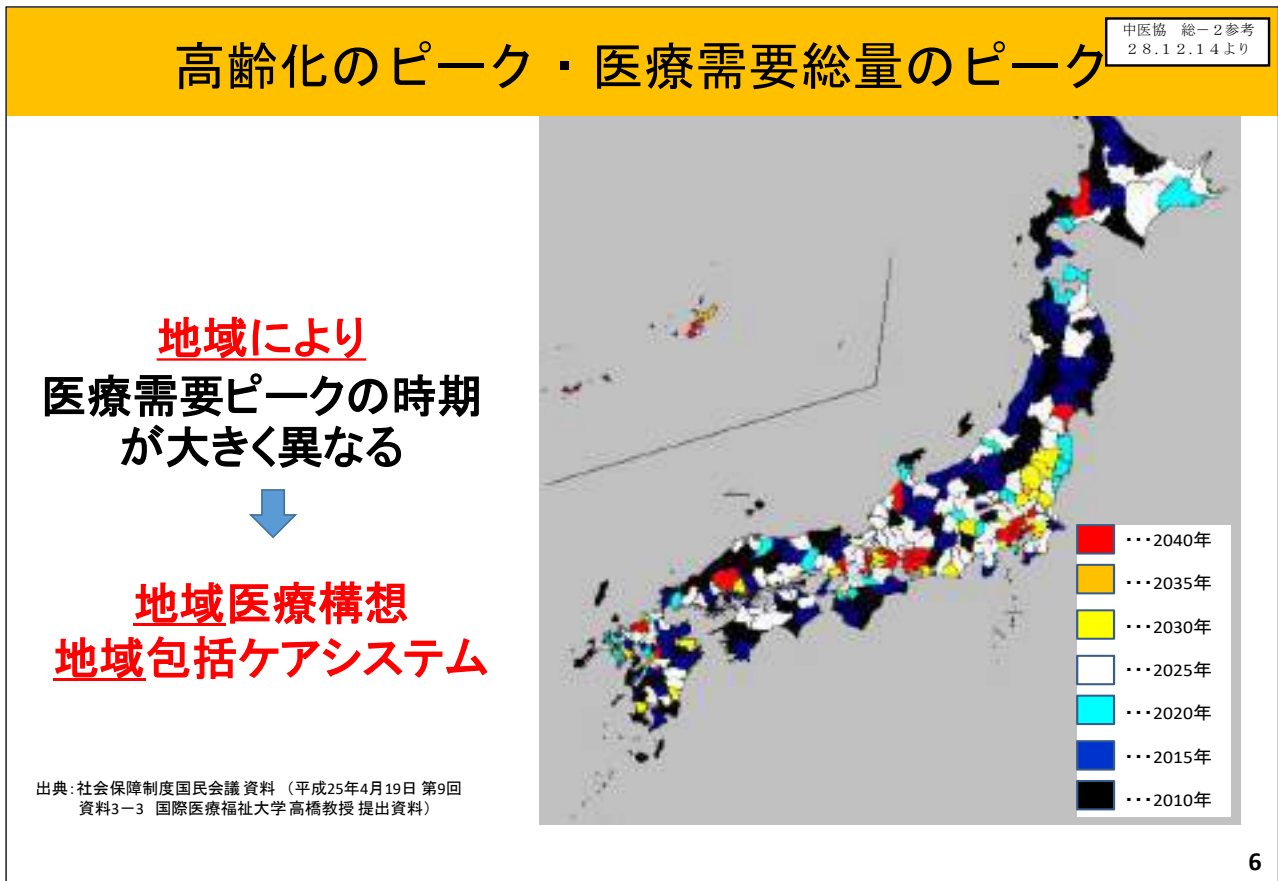 高齢化のピーク・医療需要総量のピーク
中医協 総－２参考
２８.１２.１４より
地域により
医療需要ピークの時期
が大きく異なる
地域医療構想
地域包括ケアシステム
･･･2040年
･･･2035年
･･･2030年
･･･2025年
･･･2020年
･･･2015年
･･･2010年
出典：社会保障制度国民会議 資料 （平成25年4月19日 第9回
資料3－3 国際医療福祉大学 高橋教授 提出資料）
6